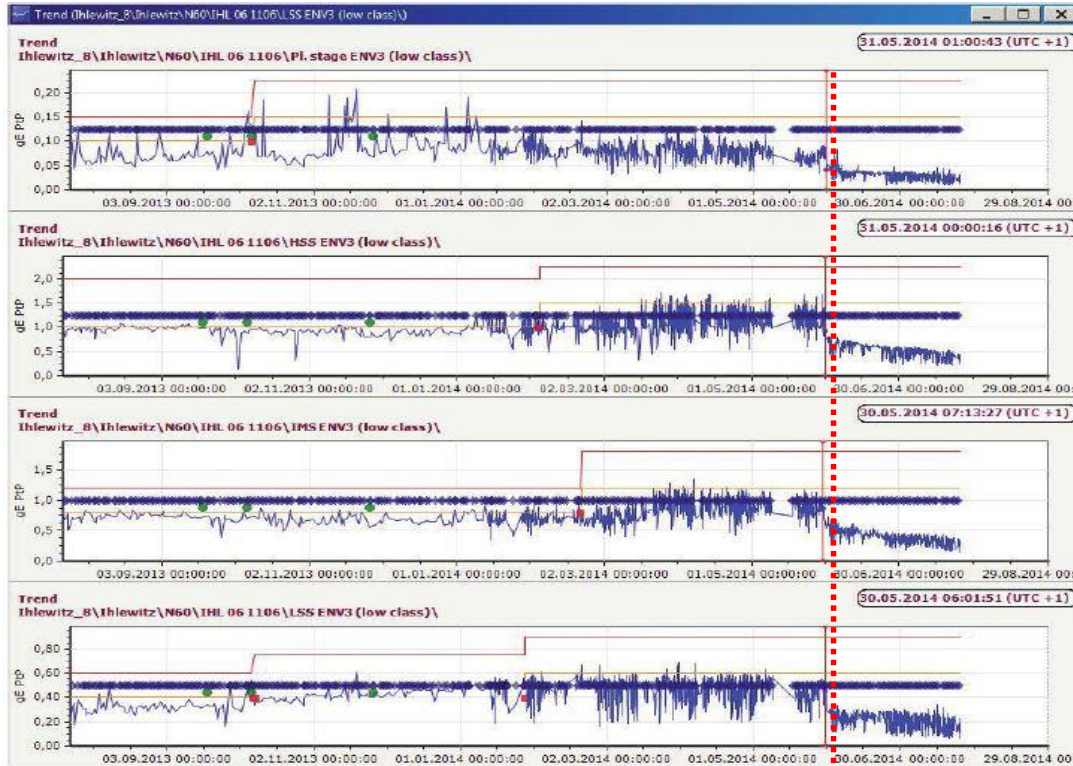 Trend (Ihlewitz_8\Ihlewitz\N60\IHL 06 1106\LSS ENV3 (low class)\)
Trend
31.05.2014 01:00:43 (UTC +1)
Ihlewitz_8\Ihlewitz\N60\IHL 06 1106\Pl. stage ENV3 (low class)\
gE PtP
0,20
0,15
0,10
0,05
0,00
03.09.2013 00:00:00 02.11.2013 00:00:00 01.01.2014 00:00:00 02.03.2014 00:00:00 01.05.2014 00:00:00 30.06.2014 00:00:00 29.08.2014 00:
Trend
31.05.2014 00:00:16 (UTC +1)
Ihlewitz_8\Ihlewitz\N60\IHL 06 1106\HSS ENV3 (low class)\
gE PtP
2,0
1,5
1,0
0,5
0,0
03.09.2013 00:00:00 02.11.2013 00:00:00 01.01.2014 00:00:00 02.03.2014 00:00:00 01.05.2014 00:00:00 30.06.2014 00:00:00 29.08.2014 00:
Trend
30.05.2014 07:13:27 (UTC +1)
Ihlewitz_8\Ihlewitz\N60\IHL 06 1106\IMS ENV3 (low class)\
gE PtP
1,5
1,0
0,5
0,0
03.09.2013 00:00:00 02.11.2013 00:00:00 01.01.2014 00:00:00 02.03.2014 00:00:00 01.05.2014 00:00:00 30.06.2014 00:00:00 29.08.2014 00:
Trend
30.05.2014 06:01:51 (UTC +1)
Ihlewitz_8\Ihlewitz\N60\IHL 06 1106\LSS ENV3 (low class)\
gE PtP
0,80
0,60
0,40
0,20
0,00
03.09.2013 00:00:00 02.11.2013 00:00:00 01.01.2014 00:00:00 02.03.2014 00:00:00 01.05.2014 00:00:00 30.06.2014 00:00:00 29.08.2014 00: